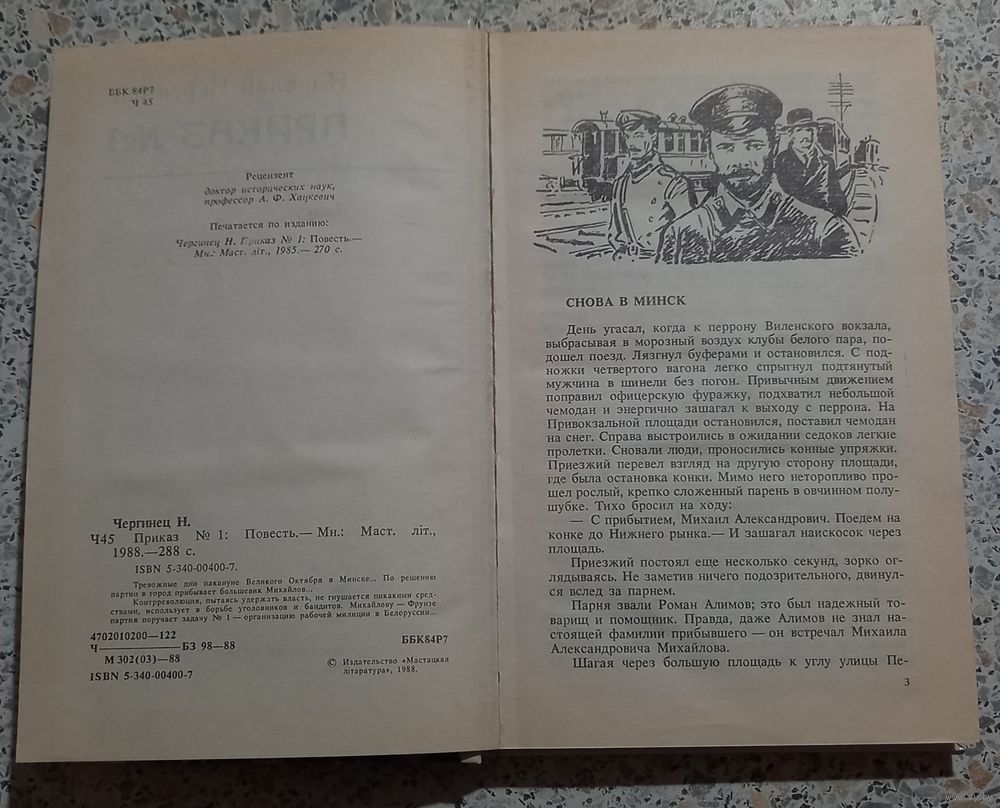 ББК 84Р7
Ч 45
Рецензент
доктор исторических наук,
профессор А. Ф. Хацкевич
Печатается по изданию:
Чергинец Н. Приказ № 1: Повесть.—
Мн.: Маст. літ., 1985.— 270 с.
Чергинец Н.
Ч45 Приказ № 1: Повесть.— Мн.: Маст. літ.,
1988.—288 с.
ISBN 5-340-00400-7.
Тревожные дни накануне Великого Октября в Минске... По решению
партии в город прибывает большевик Михайлов...
Контрреволюция, пытаясь удержать власть, не гнушается никакими сред-
ствами, использует в борьбе уголовников и бандитов. Михайлову — Фрунзе
партия поручает задачу № 1 — организацию рабочей милиции в Белоруссии...
4702010200—122
Ч———БЗ 98—88
М 302(03)—88
ББК84Р7
ISBN 5-340-00400-7
© Издательство «Мастацкая
літаратура», 1988.
СНОВА В МИНСК
День угасал, когда к перрону Виленского вокзала,
выбрасывая в морозный воздух клубы белого пара, по-
дошел поезд. Лязгнул буферами и остановился. С под-
ножки четвертого вагона легко спрыгнул подтянутый
мужчина в шинели без погон. Привычным движением
поправил офицерскую фуражку, подхватил небольшой
чемодан и энергично зашагал к выходу с перрона. На
Привокзальной площади остановился, поставил чемодан
на снег. Справа выстроились в ожидании седоков легкие
пролетки. Сновали люди, проносились конные упряжки.
Приезжий перевел взгляд на другую сторону площади,
где была остановка конки. Мимо него неторопливо про-
шел рослый, крепко сложенный парень в овчинном полу-
шубке. Тихо бросил на ходу:
— С прибытием, Михаил Александрович. Поедем на
конке до Нижнего рынка.— И зашагал наискосок через
площадь.
Приезжий постоял еще несколько секунд, зорко ог-
лядываясь. Не заметив ничего подозрительного, двинул-
ся вслед за парнем.
Парня звали Роман Алимов; это был надежный то-
варищ и помощник. Правда, даже Алимов не знал на-
стоящей фамилии прибывшего — он встречал Михаила
Александровича Михайлова.
Шагая через большую площадь к углу улицы Пе-
3